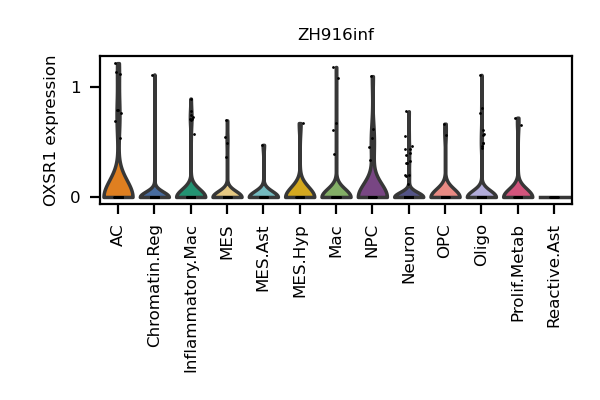 ZH916inf
OXSR1 expression
1
0
AC
Chromatin.Reg
Inflammatory.Mac
MES
MES.Ast
MES.Hyp
Mac
NPC
Neuron
OPC
Oligo
Prolif.Metab
Reactive.Ast